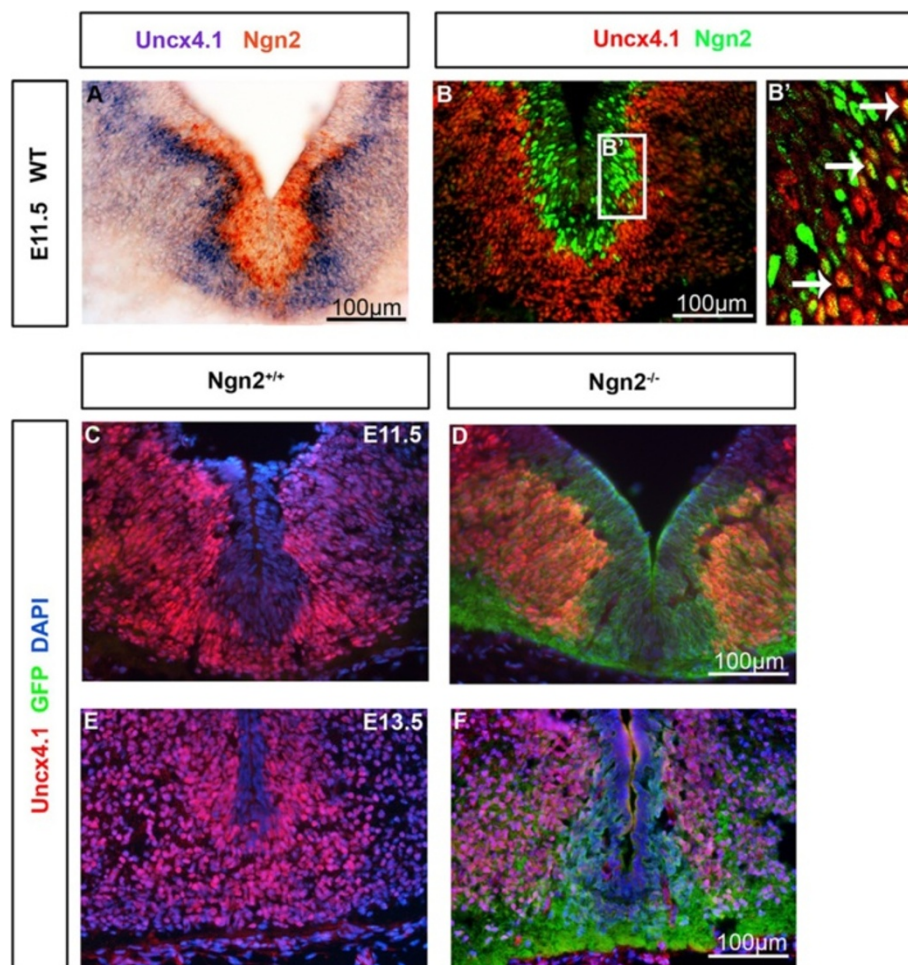 Uncx4.1 Ngn2
Uncx4.1 Ngn2
E11.5 WT
A
100µm
B
B'
100µm
B'
Ngn2+/+
Ngn2-/-
Uncx4.1 GFP DAPI
C
E11.5
D
100µm
E
E13.5
F
100µm